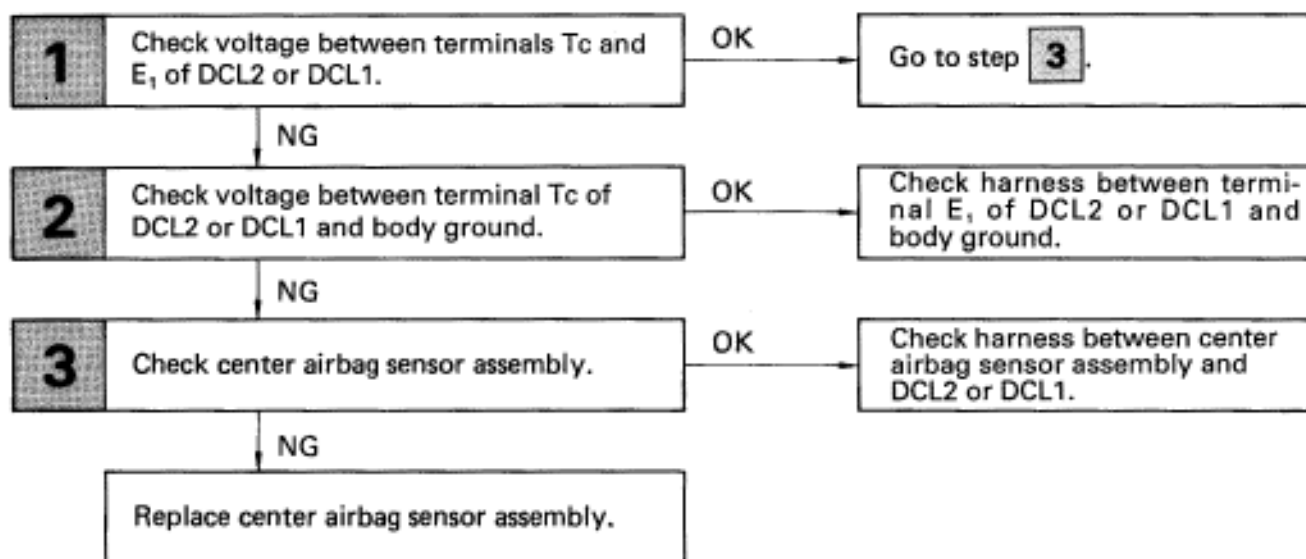 1
Check voltage between terminals Tc and
E₁ of DCL2 or DCL1.
OK
Go to step 3.
NG
2
Check voltage between terminal Tc of
DCL2 or DCL1 and body ground.
OK
Check harness between termi-
nal E₁ of DCL2 or DCL1 and
body ground.
NG
3
Check center airbag sensor assembly.
OK
Check harness between center
airbag sensor assembly and
DCL2 or DCL1.
NG
Replace center airbag sensor assembly.